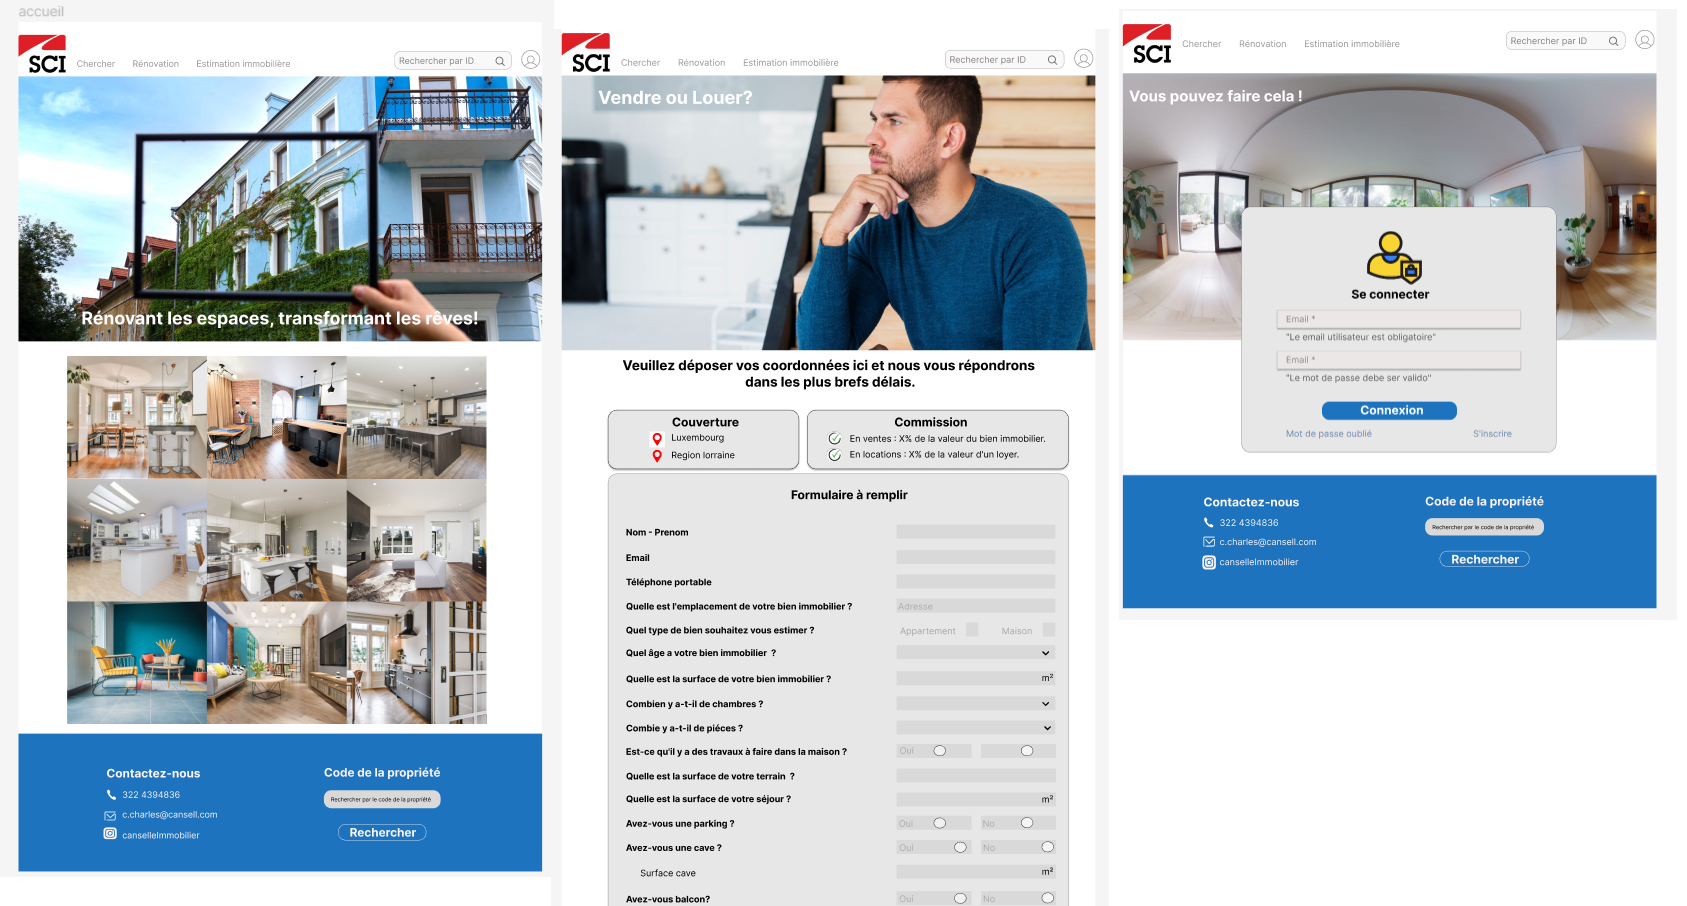 accueil
SCI
Chercher
Rénovation
Estimation immobilière
Rechercher par ID
Rénovant les espaces, transformant les rêves!
Contactez-nous
322 4394836
c.charles@cansell.com
canselleImmobilier
Code de la propriété
Rechercher par le code de la propriété
Rechercher
SCI
Chercher
Rénovation
Estimation immobilière
Rechercher par ID
Vendre ou Louer?
Veuillez déposer vos coordonnées ici et nous vous répondrons
dans les plus brefs délais.
Couverture
Luxembourg
Region lorraine
Commission
En ventes : X% de la valeur du bien immobilier.
En locations : X% de la valeur d'un loyer.
Formulaire à remplir
Nom - Prenom
Email
Téléphone portable
Quelle est l'emplacement de votre bien immobilier ?
Adresse
Quel type de bien souhaitez vous estimer ?
Appartement
Maison
Quel âge a votre bien immobilier ?
Quelle est la surface de votre bien immobilier ?
m²
Combien y a-t-il de chambres ?
Combie y a-t-il de piéces ?
Est-ce qu'il y a des travaux à faire dans la maison ?
Oui
Quelle est la surface de votre terrain ?
Quelle est la surface de votre séjour ?
m²
Avez-vous une parking ?
Oui
No
Avez-vous une cave ?
Oui
No
Surface cave
m²
Avez-vous balcon?
Oui
No
SCI
Chercher
Rénovation
Estimation immobilière
Rechercher par ID
Vous pouvez faire cela !
Se connecter
Email *
"Le email utilisateur est obligatoire"
Email *
"Le mot de passe debe ser valido"
Connexion
Mot de passe oublié
S'inscrire
Contactez-nous
322 4394836
c.charles@cansell.com
canselleImmobilier
Code de la propriété
Rechercher par le code de la propriété
Rechercher